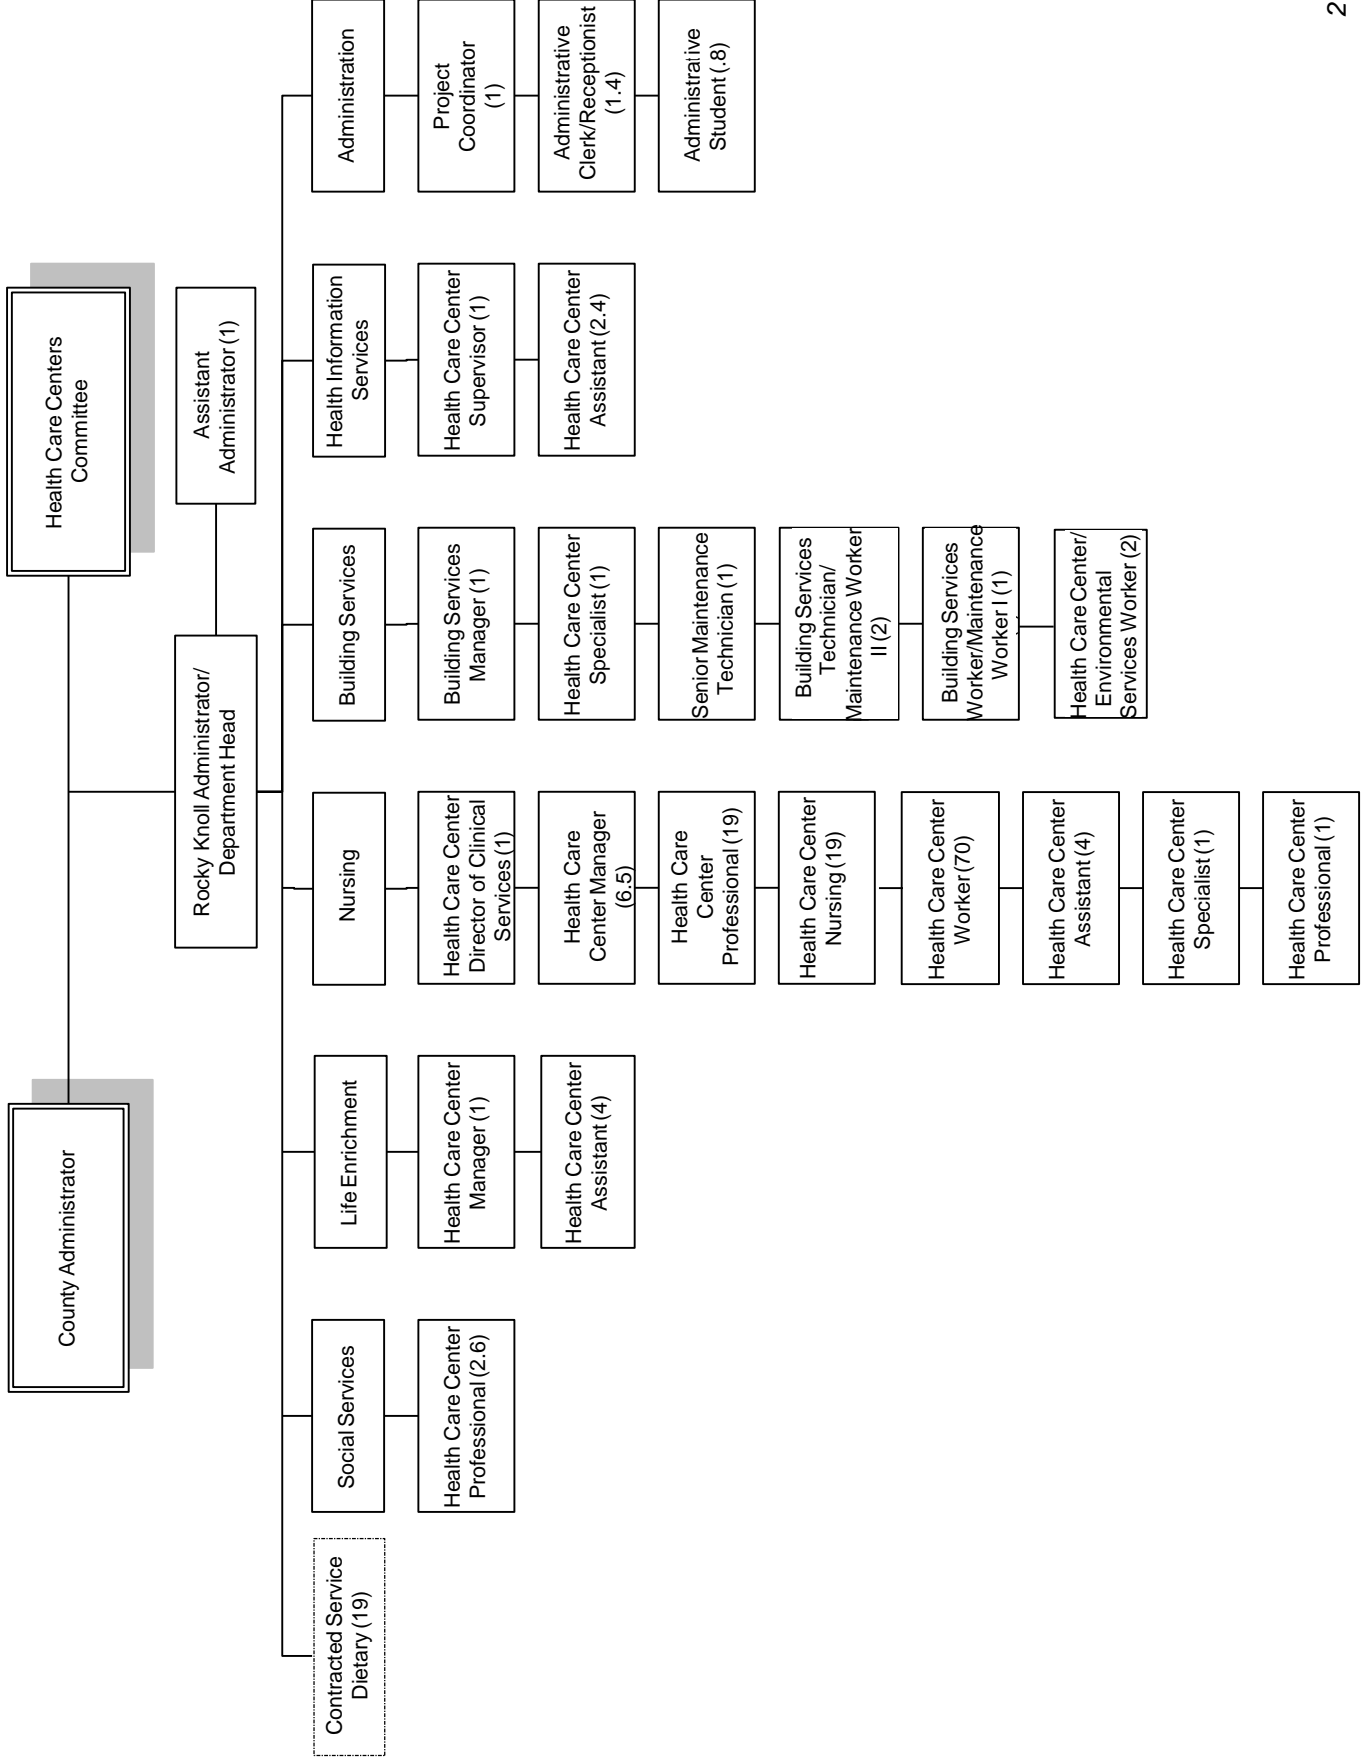 County Administrator
Health Care Centers
Committee
Rocky Knoll Administrator/
Department Head
Assistant
Administrator (1)
Contracted Service
Dietary (19)
Social Services
Health Care Center
Professional (2.6)
Life Enrichment
Health Care Center
Manager (1)
Health Care Center
Assistant (4)
Nursing
Health Care Center
Director of Clinical
Services (1)
Health Care
Center Manager
(6.5)
Health Care
Center
Professional (19)
Health Care Center
Nursing (19)
Health Care Center
Worker (70)
Health Care Center
Assistant (4)
Health Care Center
Specialist (1)
Health Care Center
Professional (1)
Building Services
Building Services
Manager (1)
Health Care Center
Specialist (1)
Senior Maintenance
Technician (1)
Building Services
Technician/
Maintenance Worker
II (2)
Building Services
Worker/Maintenance
Worker I (1)
Health Care Center/
Environmental
Services Worker (2)
Health Information
Services
Health Care Center
Supervisor (1)
Health Care Center
Assistant (2.4)
Administration
Project
Coordinator
(1)
Administrative
Clerk/Receptionist
(1.4)
Administrative
Student (.8)
2